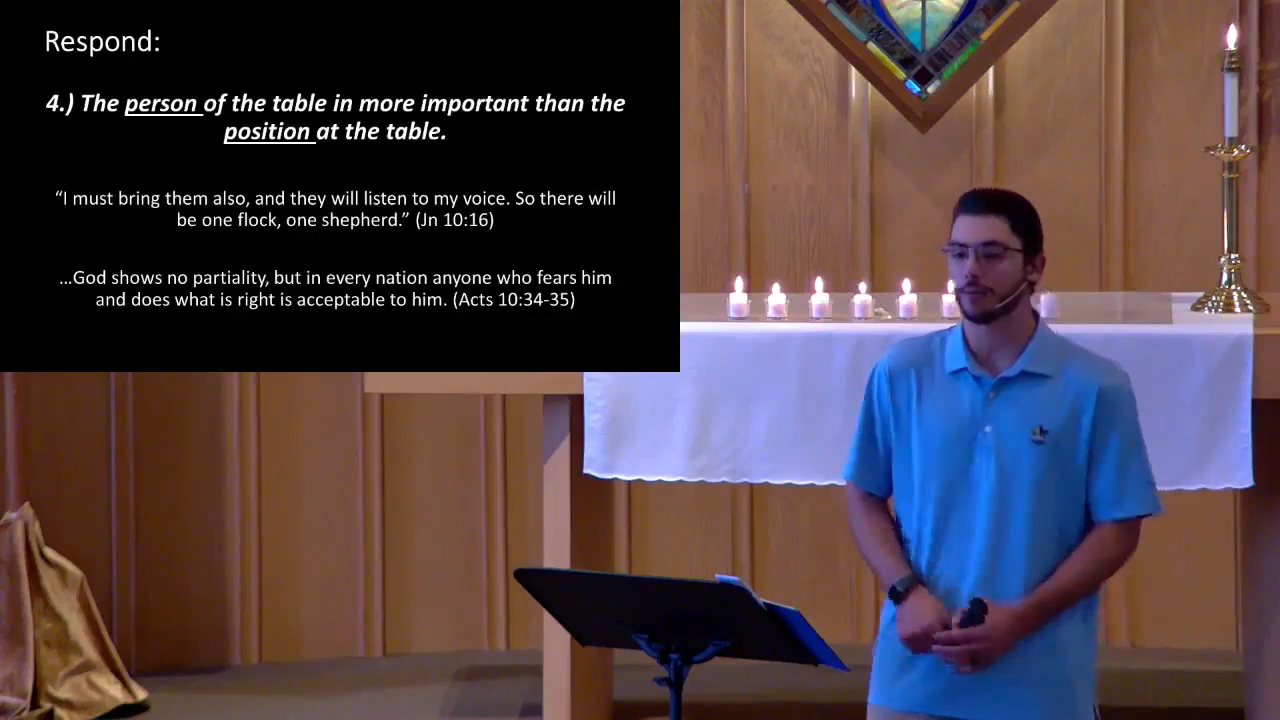 Respond:
4.) The person of the table in more important than the
position at the table.
“I must bring them also, and they will listen to my voice. So there will
be one flock, one shepherd.” (Jn 10:16)
…God shows no partiality, but in every nation anyone who fears him
and does what is right is acceptable to him. (Acts 10:34-35)